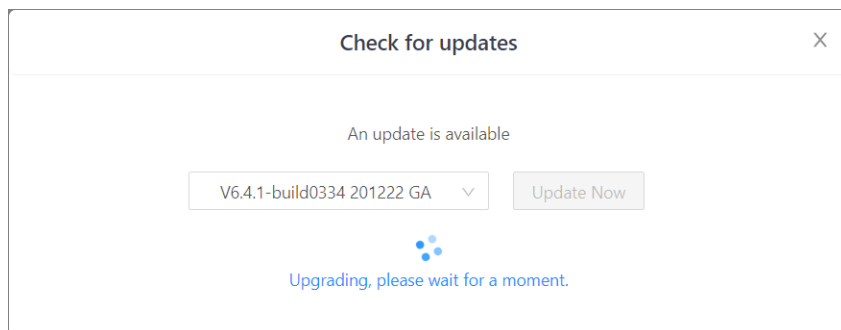 Check for updates
An update is available
V6.4.1-build0334 201222 GA
Update Now
Upgrading, please wait for a moment.